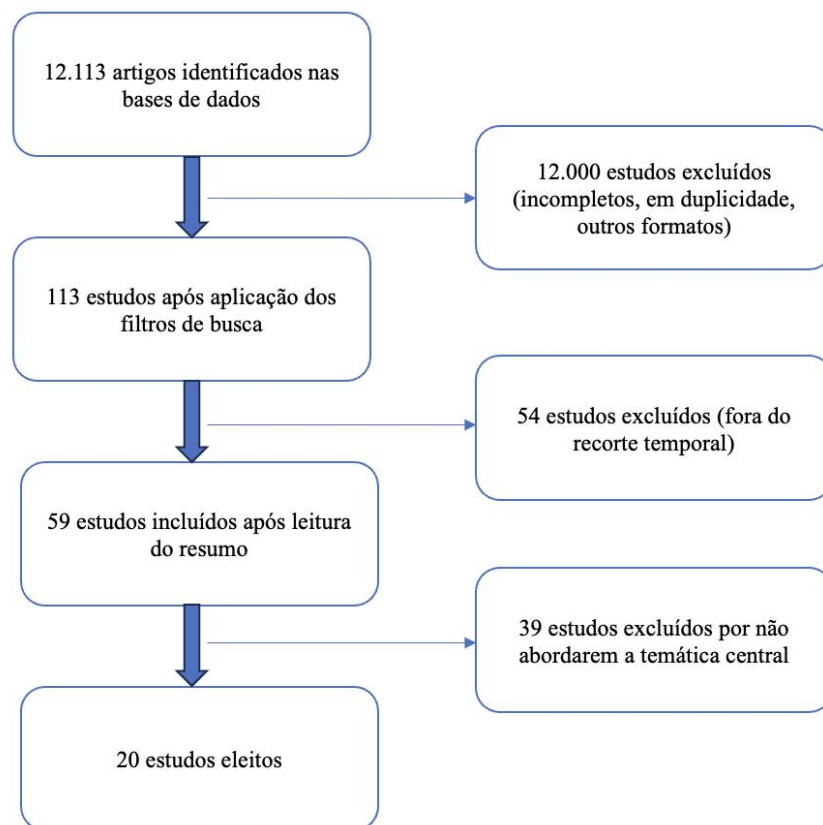 12.113 artigos identificados nas
bases de dados
12.000 estudos excluídos
(incompletos, em duplicidade,
outros formatos)
113 estudos após aplicação dos
filtros de busca
54 estudos excluídos (fora do
recorte temporal)
59 estudos incluídos após leitura
do resumo
39 estudos excluídos por não
abordarem a temática central
20 estudos eleitos